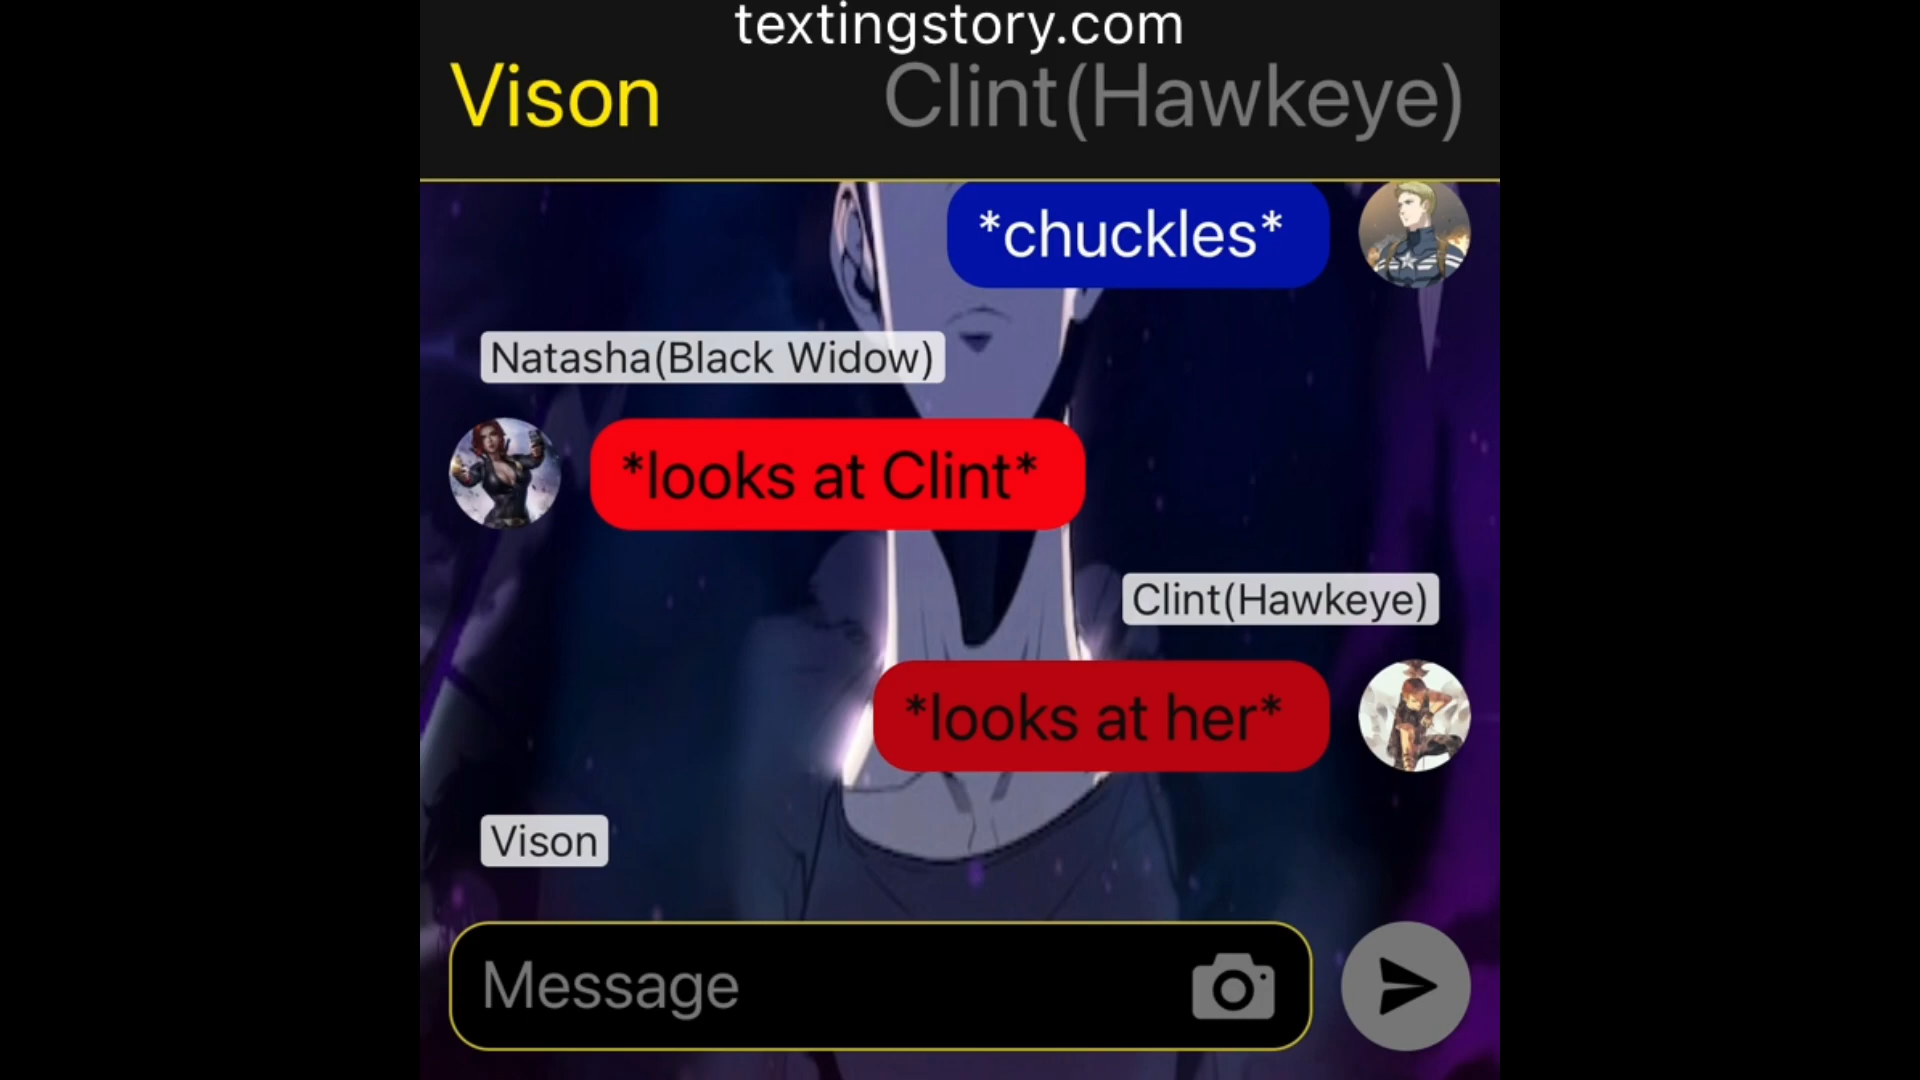 textingstory.com
Vison
Clint(Hawkeye)
*chuckles*
Natasha(Black Widow)
*looks at Clint*
Clint(Hawkeye)
*looks at her*
Vison
Message